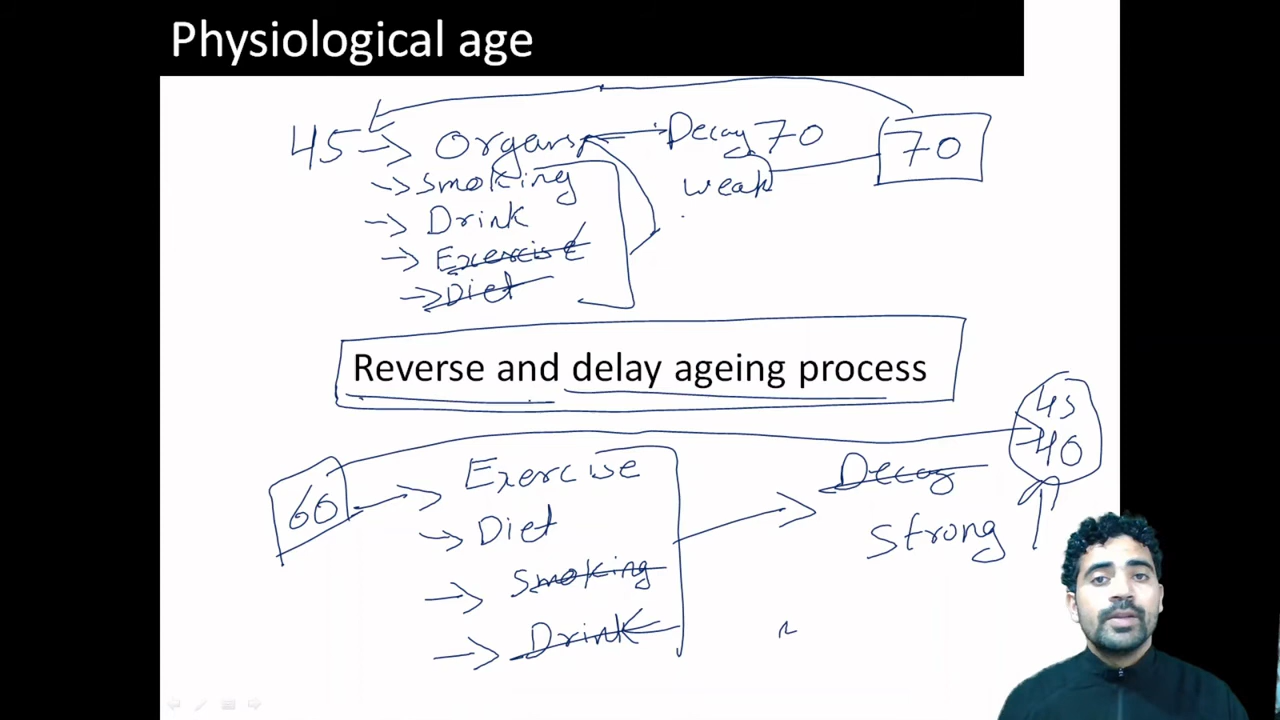 Physiological age
45 → Organs Decay 70 70
→ Smoking weak
→ Drink
→ Exercise
→ Diet
Reverse and delay ageing process
45
40
60 → Exercise Decay
→ Diet Strong
→ Smoking
→ Drink